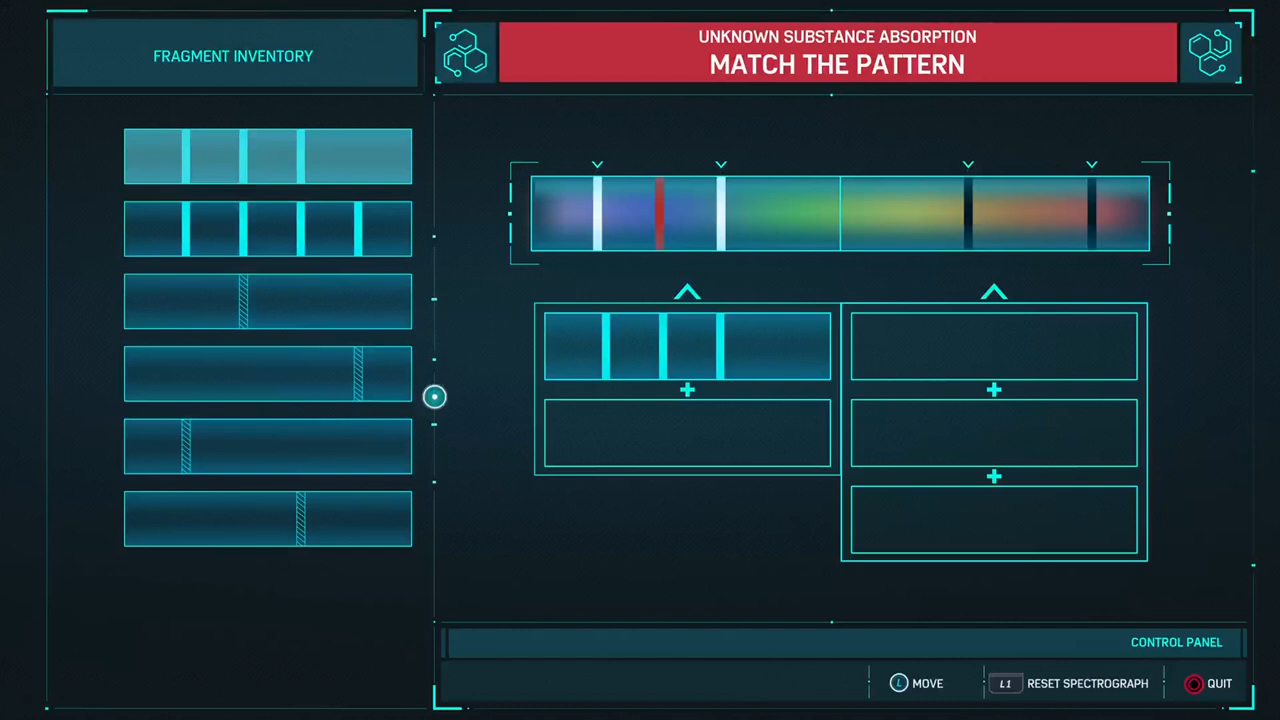 FRAGMENT INVENTORY
UNKNOWN SUBSTANCE ABSORPTION
MATCH THE PATTERN
CONTROL PANEL
L MOVE
L1 RESET SPECTROGRAPH
QUIT